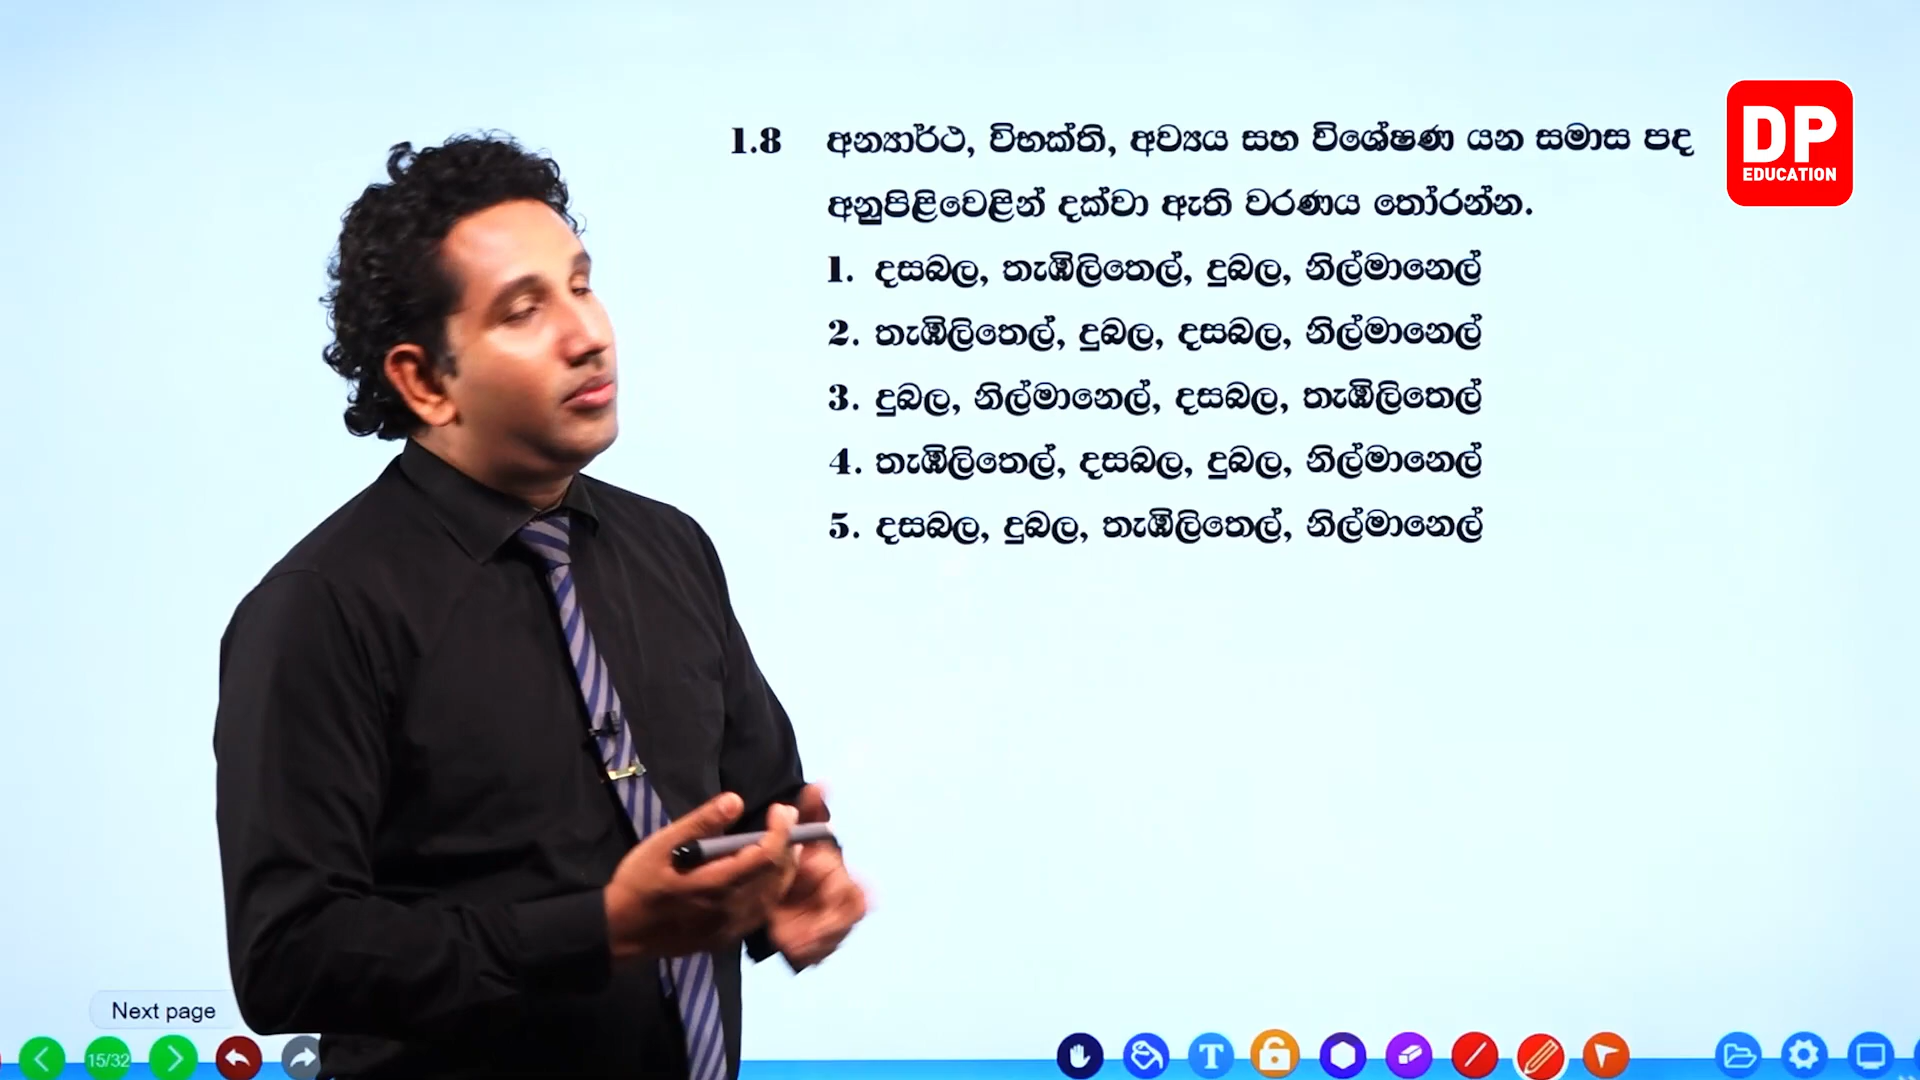 DP
EDUCATION
1.8 අන්‍යාර්ථ, විභක්ති, අව්‍යය සහ විශේෂණ යන සමාස පද
අනුපිළිවෙළින් දක්වා ඇති වරණය තෝරන්න.
1. දසබල, තැඹිලිතෙල්, දුබල, නිල්මානෙල්
2. තැඹිලිතෙල්, දුබල, දසබල, නිල්මානෙල්
3. දුබල, නිල්මානෙල්, දසබල, තැඹිලිතෙල්
4. තැඹිලිතෙල්, දසබල, දුබල, නිල්මානෙල්
5. දසබල, දුබල, තැඹිලිතෙල්, නිල්මානෙල්
Next page
15/32
T